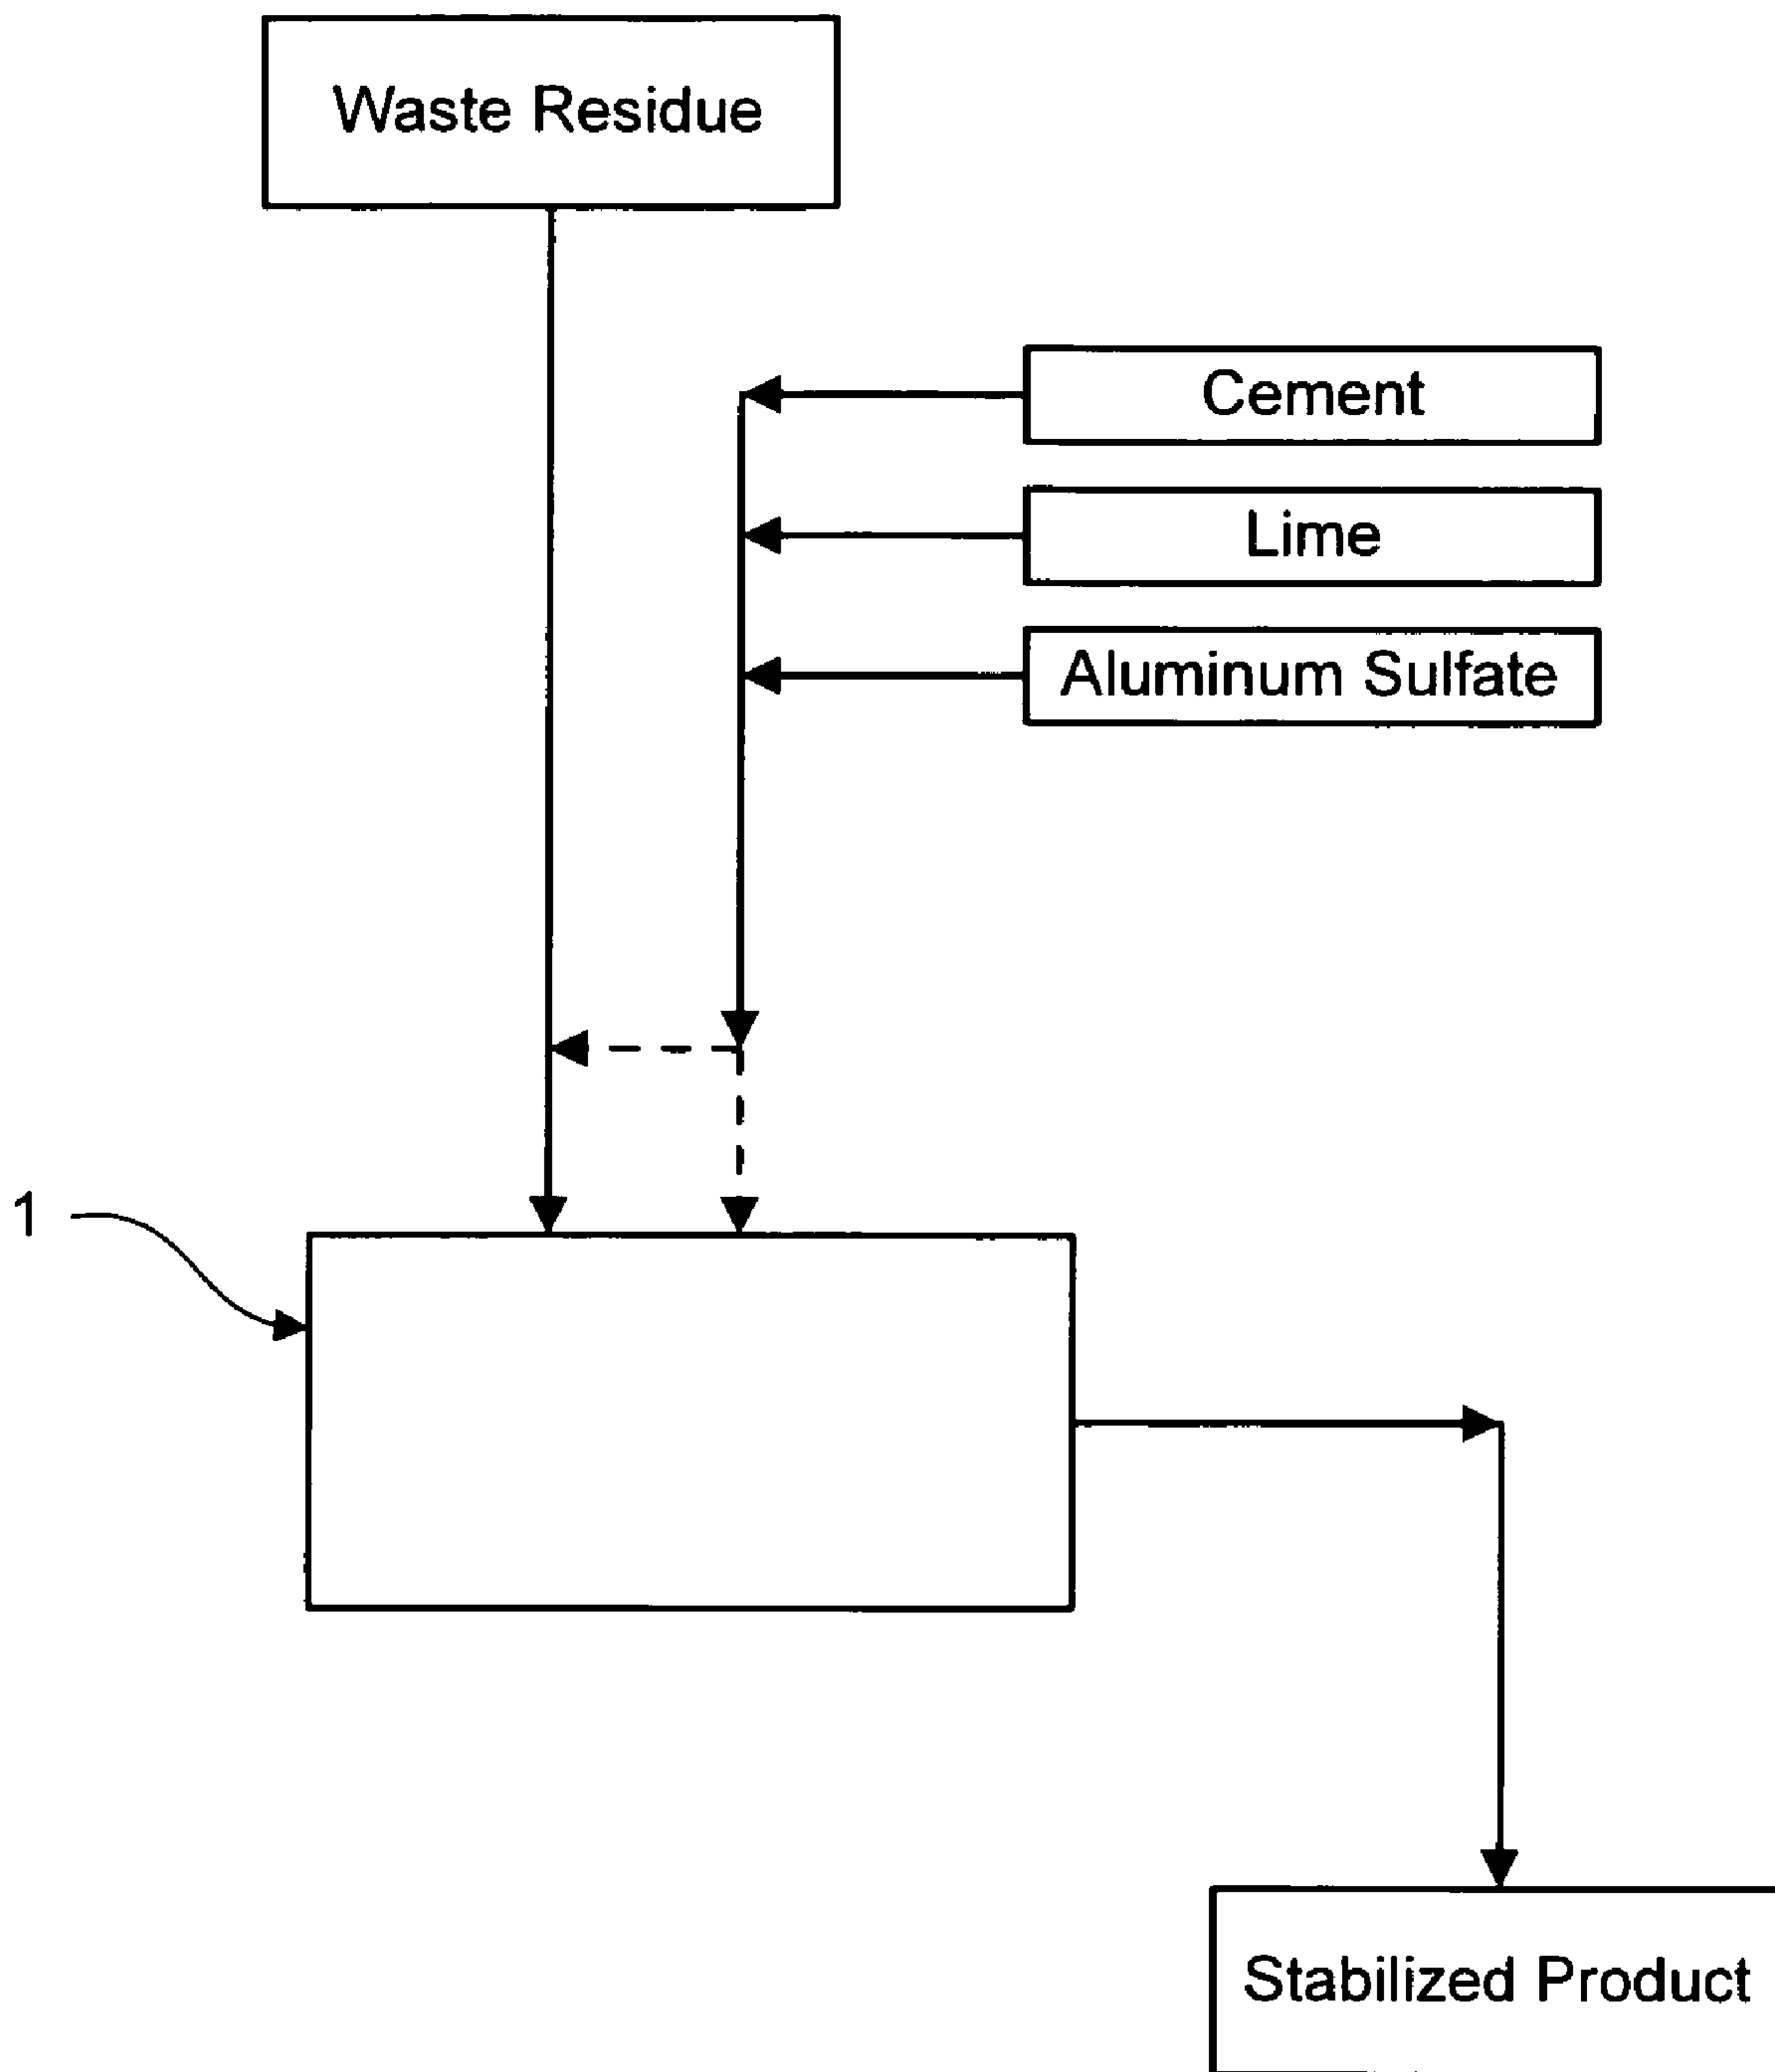 Waste Residue
Cement
Lime
Aluminum Sulfate
1
Stabilized Product